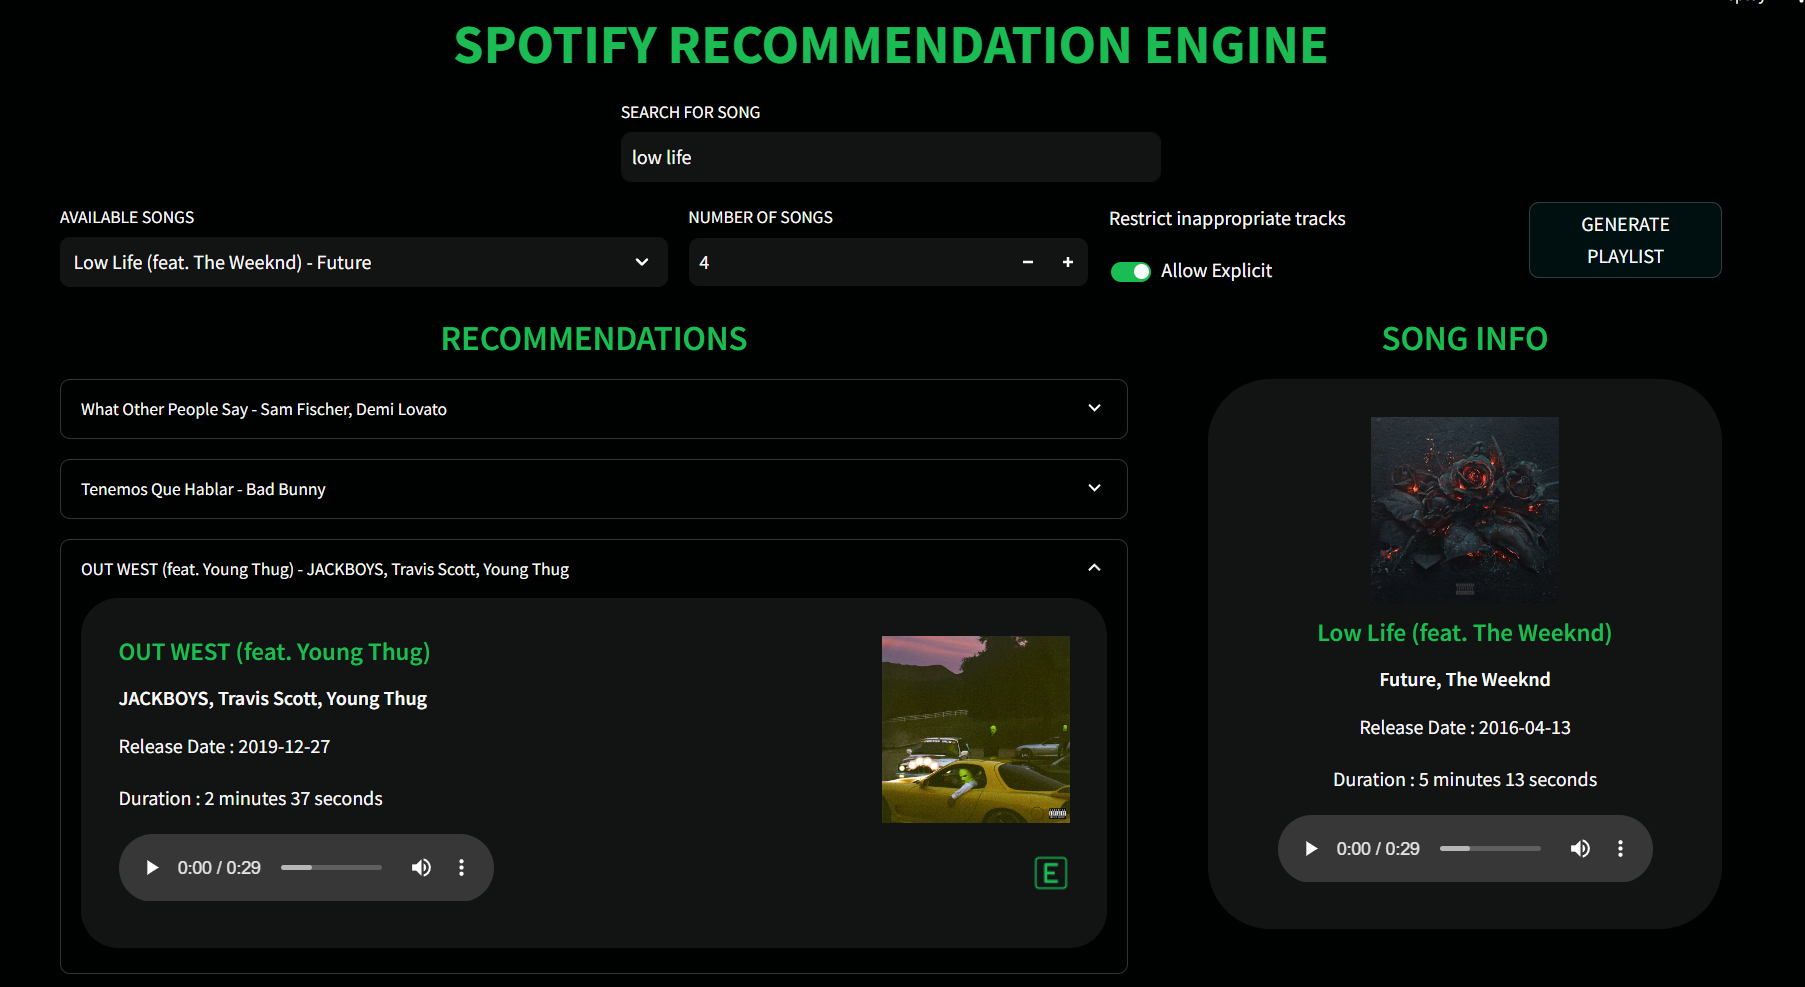 SPOTIFY RECOMMENDATION ENGINE
SEARCH FOR SONG
low life
AVAILABLE SONGS
Low Life (feat. The Weeknd) - Future
NUMBER OF SONGS
4
Restrict inappropriate tracks
Allow Explicit
GENERATE
PLAYLIST
RECOMMENDATIONS
What Other People Say - Sam Fischer, Demi Lovato
Tenemos Que Hablar - Bad Bunny
OUT WEST (feat. Young Thug) - JACKBOYS, Travis Scott, Young Thug
OUT WEST (feat. Young Thug)
JACKBOYS, Travis Scott, Young Thug
Release Date : 2019-12-27
Duration : 2 minutes 37 seconds
0:00 / 0:29
E
SONG INFO
Low Life (feat. The Weeknd)
Future, The Weeknd
Release Date : 2016-04-13
Duration : 5 minutes 13 seconds
0:00 / 0:29